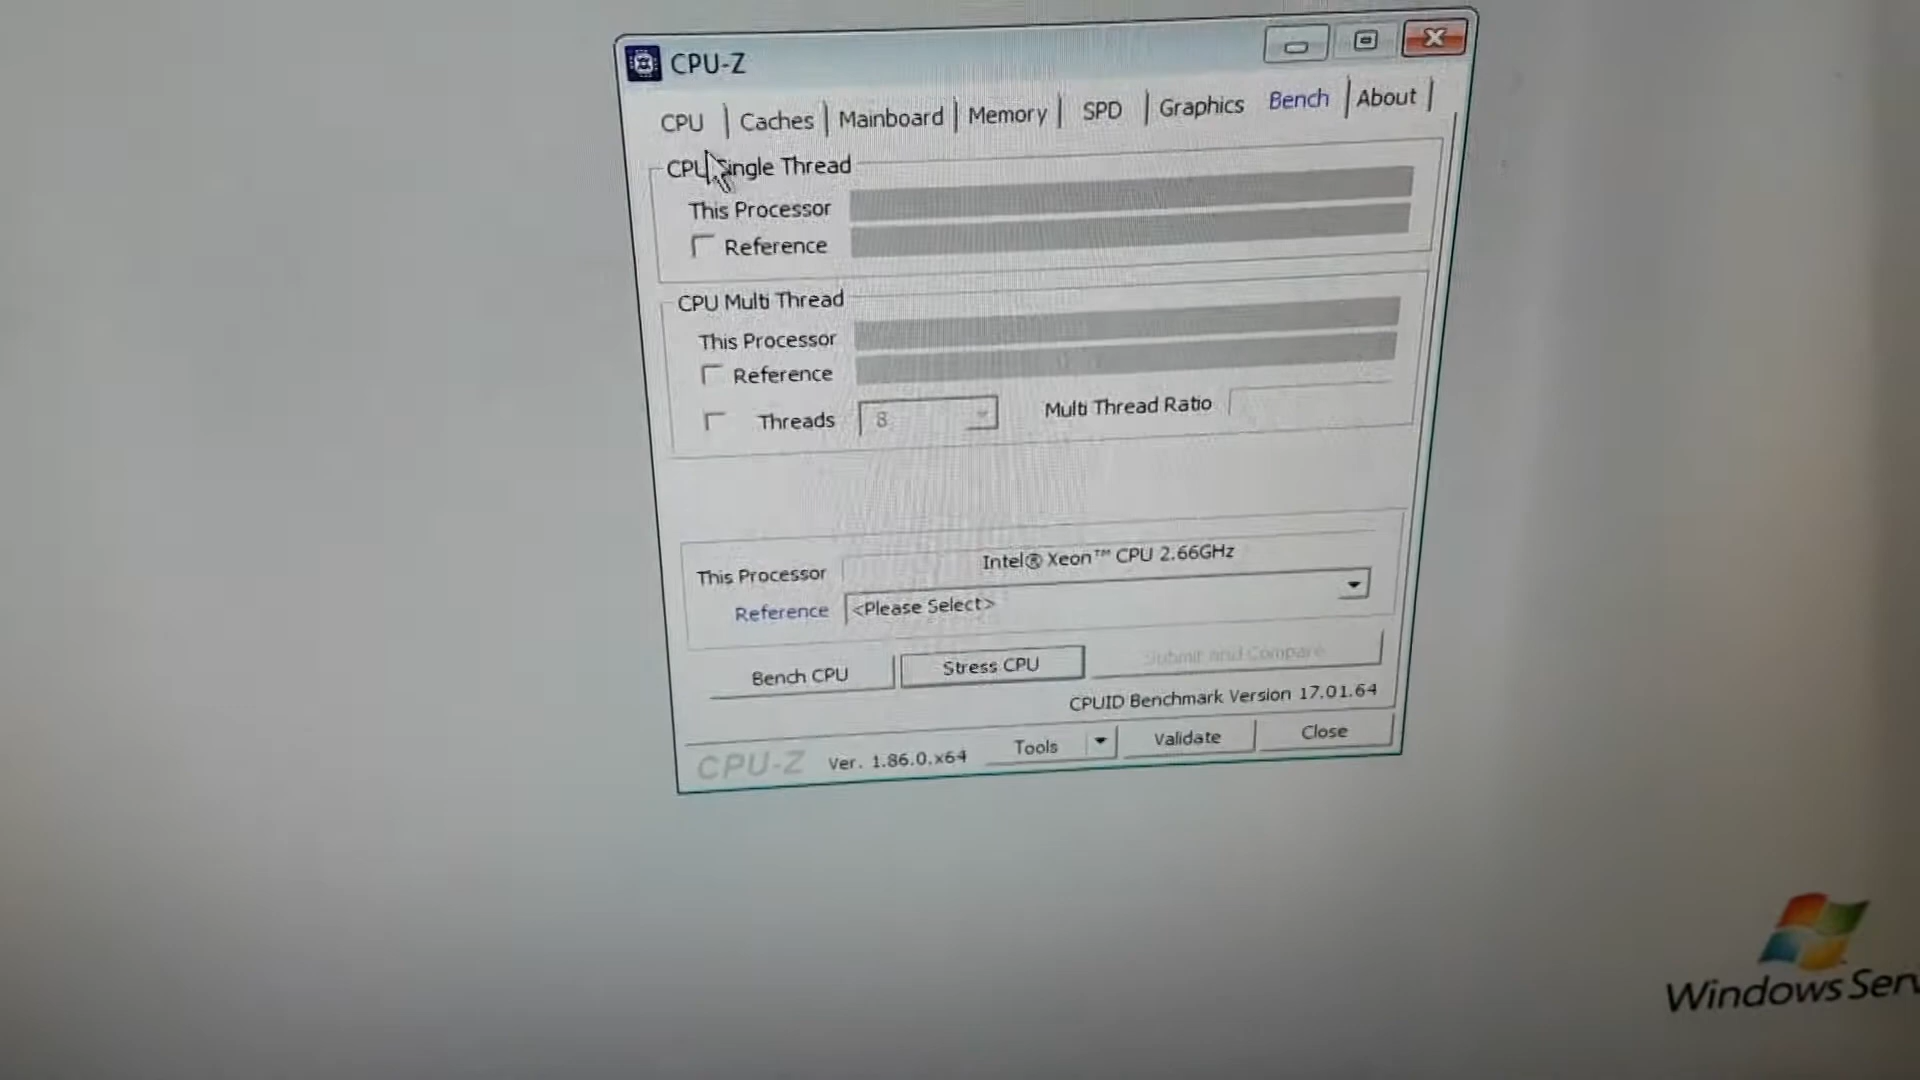 CPU-Z
CPU Caches Mainboard Memory SPD Graphics Bench About
CPU Single Thread
This Processor
Reference
CPU Multi Thread
This Processor
Reference
Threads 8 Multi Thread Ratio
This Processor Intel® Xeon™ CPU 2.66GHz
Reference <Please Select>
Bench CPU Stress CPU Submit and Compare
CPUID Benchmark Version 17.01.64
CPU-Z Ver. 1.86.0.x64 Tools Validate Close
Windows Serv